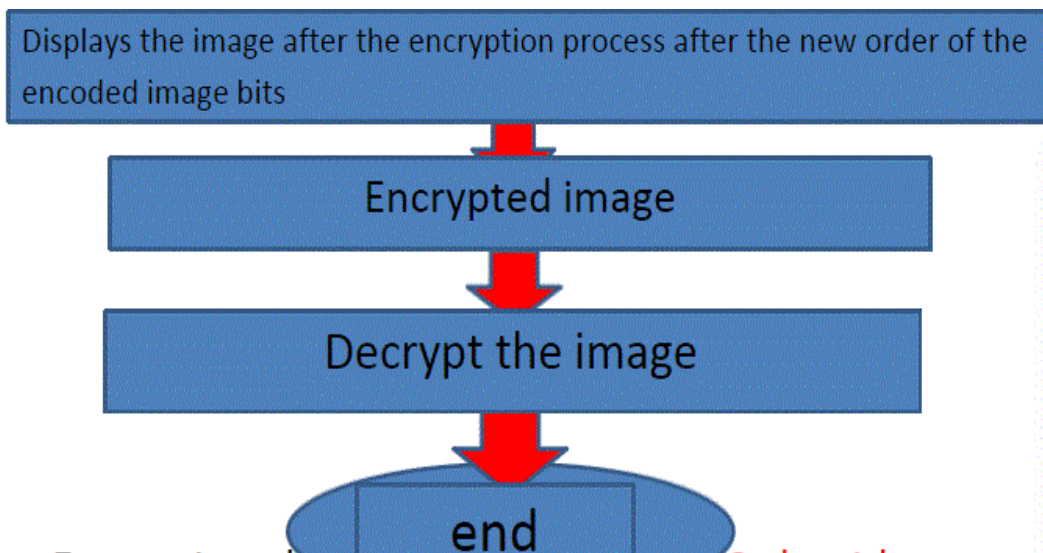 Displays the image after the encryption process after the new order of the
encoded image bits
Encrypted image
Decrypt the image
end